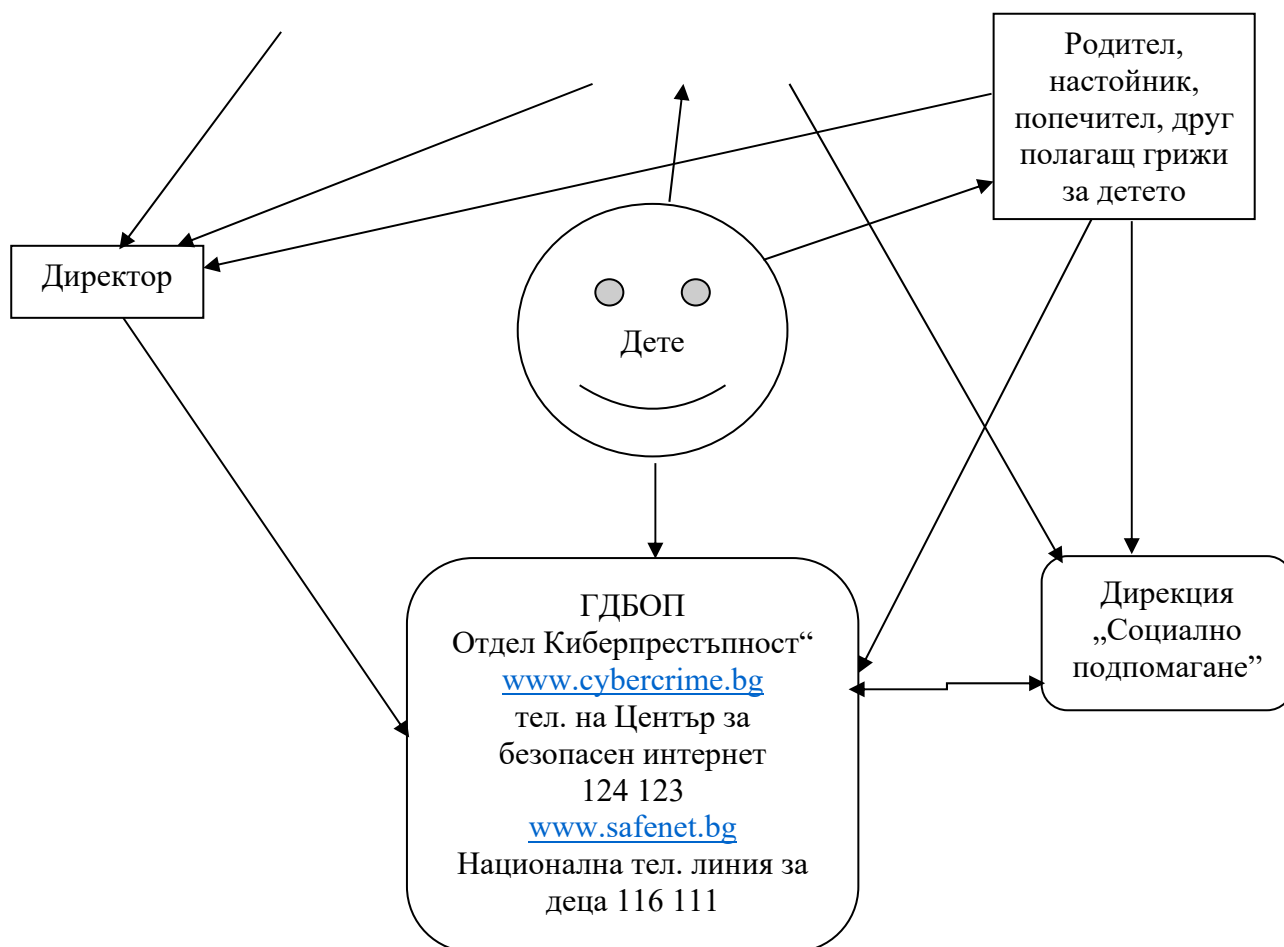 Родител,
настойник,
попечител, друг
полагащ грижи
за детето
Директор
Дете
ГДБОП
Отдел Киберпрестъпност“
www.cybercrime.bg
тел. на Център за
безопасен интернет
124 123
www.safenet.bg
Национална тел. линия за
деца 116 111
Дирекция
„Социално
подпомагане”